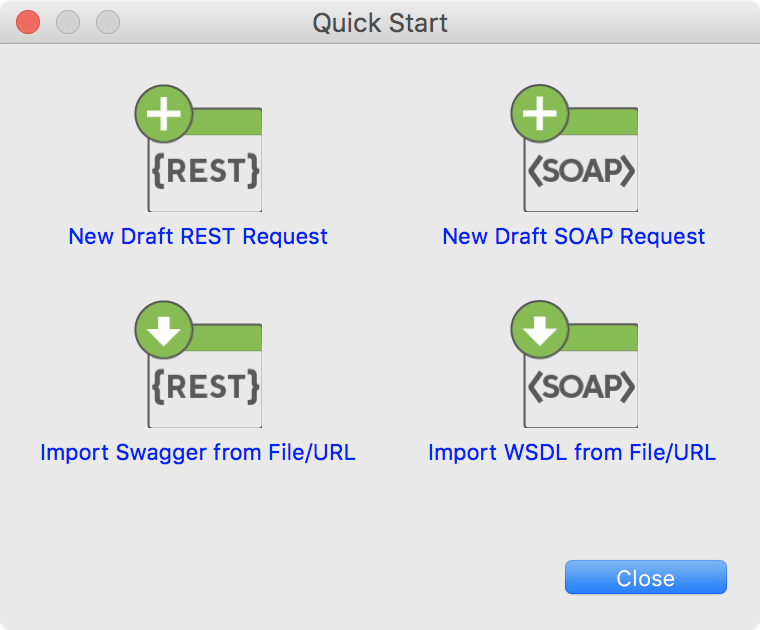 Quick Start
{REST}
<SOAP>
New Draft REST Request
New Draft SOAP Request
{REST}
<SOAP>
Import Swagger from File/URL
Import WSDL from File/URL
Close